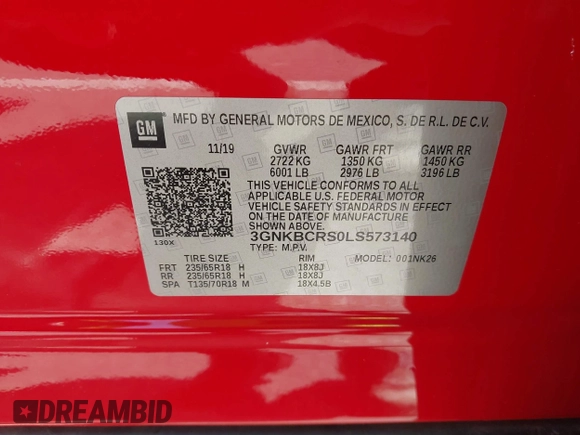 GM
MFD BY GENERAL MOTORS DE MEXICO, S. DE R.L. DE C.V.
11/19 GVWR GAWR FRT GAWR RR
2722 KG 1350 KG 1450 KG
6001 LB 2976 LB 3196 LB
THIS VEHICLE CONFORMS TO ALL
APPLICABLE U.S. FEDERAL MOTOR
VEHICLE SAFETY STANDARDS IN EFFECT
ON THE DATE OF MANUFACTURE
SHOWN ABOVE.
3GNKBCRS0LS573140
TYPE: M.P.V.
130X
TIRE SIZE RIM MODEL: 001NK26
FRT 235/65R18 H 18X8J
RR 235/65R18 H 18X8J
SPA T135/70R18 M 18X4.5B
DREAMBID